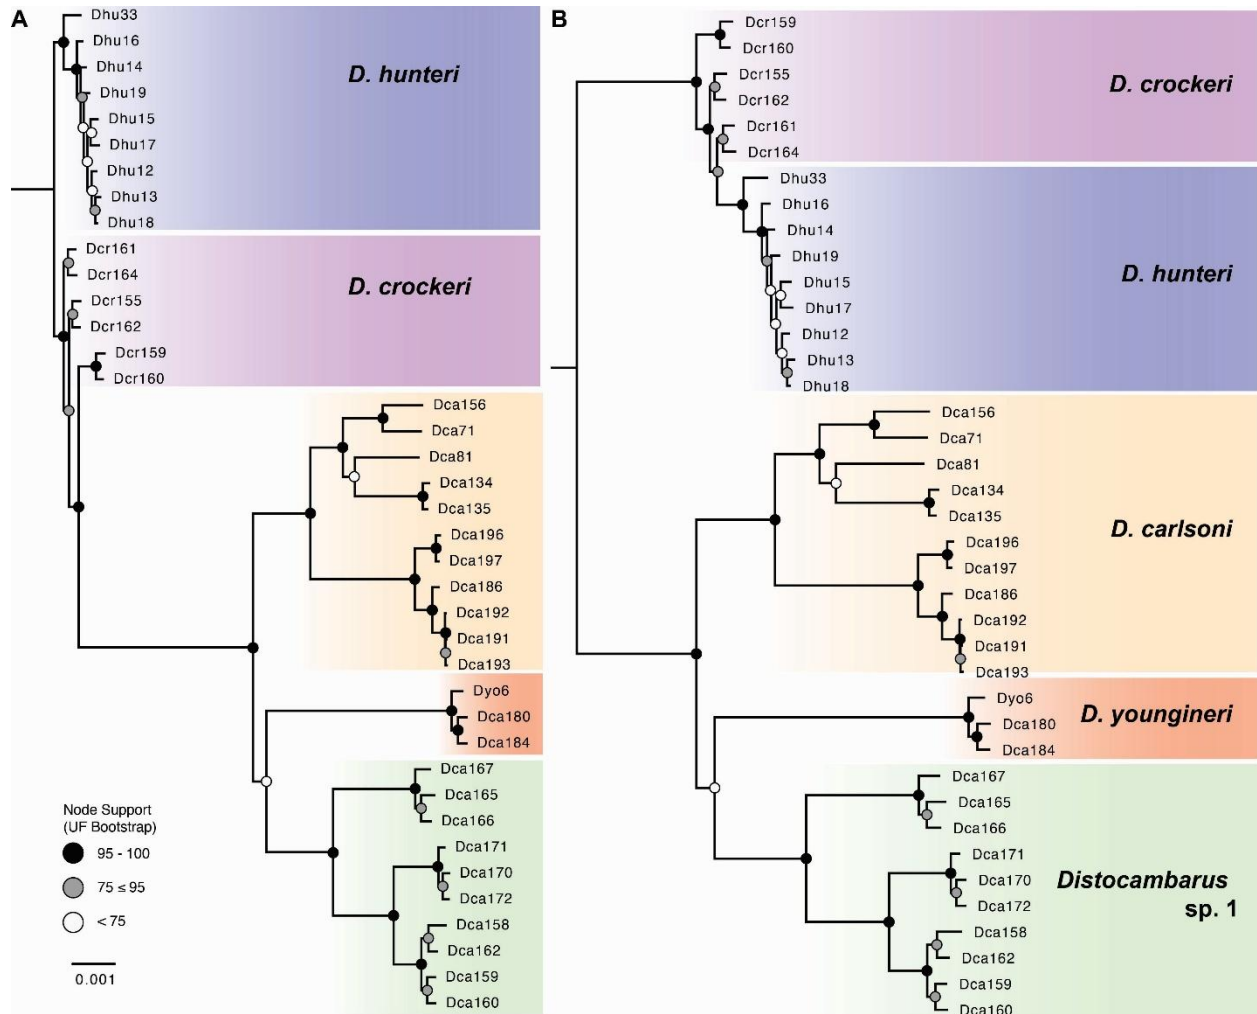 A
Dhu33
Dhu16
Dhu14
Dhu19
Dhu15
Dhu17
Dhu12
Dhu13
Dhu18
D. hunteri
Dcr161
Dcr164
Dcr155
Dcr162
Dcr159
Dcr160
D. crockeri
Dca156
Dca71
Dca81
Dca134
Dca135
Dca196
Dca197
Dca186
Dca192
Dca191
Dca193
Dyo6
Dca180
Dca184
Dca167
Dca165
Dca166
Dca171
Dca170
Dca172
Dca158
Dca162
Dca159
Dca160
Node Support
(UF Bootstrap)
95 - 100
75 ≤ 95
< 75
0.001
B
Dcr159
Dcr160
Dcr155
Dcr162
Dcr161
Dcr164
D. crockeri
Dhu33
Dhu16
Dhu14
Dhu19
Dhu15
Dhu17
Dhu12
Dhu13
Dhu18
D. hunteri
Dca156
Dca71
Dca81
Dca134
Dca135
Dca196
Dca197
Dca186
Dca192
Dca191
Dca193
D. carlsoni
Dyo6
Dca180
Dca184
D. youngineri
Dca167
Dca165
Dca166
Dca171
Dca170
Dca172
Dca158
Dca162
Dca159
Dca160
Distocambarus
sp. 1